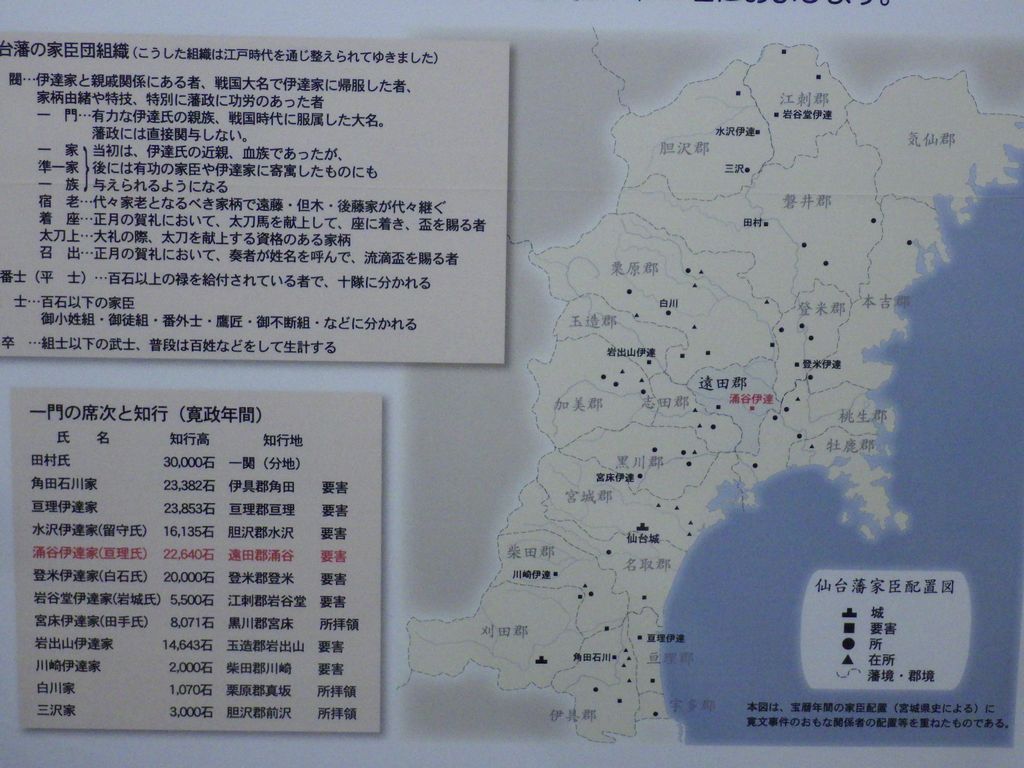 台藩の家臣団組織(こうした組織は江戸時代を通じ整えられてゆきました)
閥…伊達家と親戚関係にある者、戦国大名で伊達家に帰服した者、
家柄由緒や特技、特別に藩政に功労のあった者
一　門…有力な伊達氏の親族、戦国時代に服属した大名。
藩政には直接関与しない。
一　家 当初は、伊達氏の近親、血族であったが、
準一家 後には有功の家臣や伊達家に寄寓したものにも
一　族 与えられるようになる
宿　老…代々家老となるべき家柄で遠藤・但木・後藤家が代々継ぐ
着　座…正月の賀礼において、太刀馬を献上して、座に着き、盃を賜る者
太刀上…大礼の際、太刀を献上する資格のある家柄
召　出…正月の賀礼において、奏者が姓名を呼んで、流滴盃を賜る者
番士（平　士）…百石以上の禄を給付されている者で、十隊に分かれる
士…百石以下の家臣
御小姓組・御徒組・番外士・鷹匠・御不断組・などに分かれる
卒　…組士以下の武士、普段は百姓などをして生計する
一門の席次と知行（寛政年間）
氏　名　知行高　知行地
田村氏　30,000石　一関（分地）
角田石川家　23,382石　伊具郡角田　要害
亘理伊達家　23,853石　亘理郡亘理　要害
水沢伊達家(留守氏)　16,135石　胆沢郡水沢　要害
涌谷伊達家(亘理氏)　22,640石　遠田郡涌谷　要害
登米伊達家(白石氏)　20,000石　登米郡登米　要害
岩谷堂伊達家(岩城氏)　5,500石　江刺郡岩谷堂　要害
宮床伊達家(田手氏)　8,071石　黒川郡宮床　所拝領
岩出山伊達家　14,643石　玉造郡岩出山　要害
川崎伊達家　2,000石　柴田郡川崎　要害
白川家　1,070石　栗原郡真坂　所拝領
三沢家　3,000石　胆沢郡前沢　所拝領
江刺郡
岩谷堂伊達
水沢伊達
胆沢郡
気仙郡
三沢
磐井郡
田村
栗原郡
白川
登米郡
本吉郡
玉造郡
岩出山伊達
登米伊達
遠田郡
涌谷伊達
加美郡
志田郡
桃生郡
牡鹿郡
黒川郡
宮床伊達
宮城郡
仙台城
柴田郡
名取郡
川崎伊達
刈田郡
亘理伊達
角田石川
亘理郡
伊具郡
宇多郡
仙台藩家臣配置図
城
要害
所
在所
藩境・郡境
本図は、宝暦年間の家臣配置（宮城県史による）に
寛文事件のおもな関係者の配置等を重ねたものである。